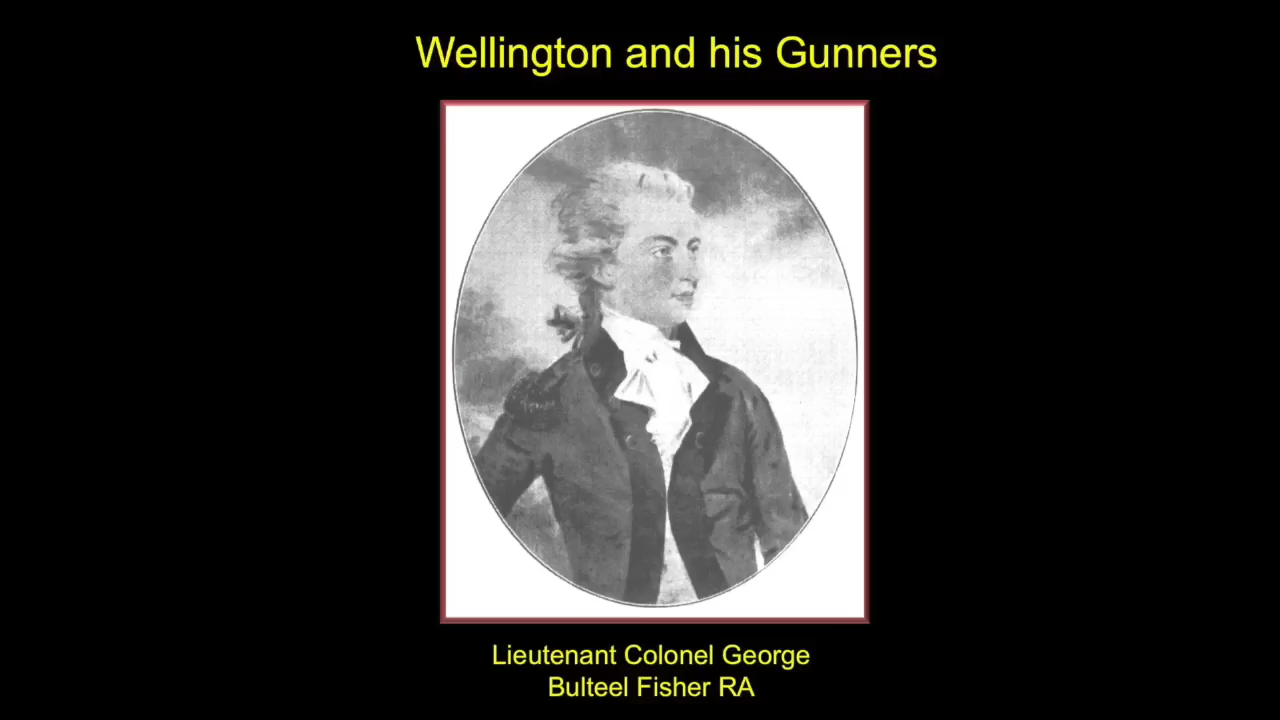 Wellington and his Gunners
Lieutenant Colonel George
Bulteel Fisher RA